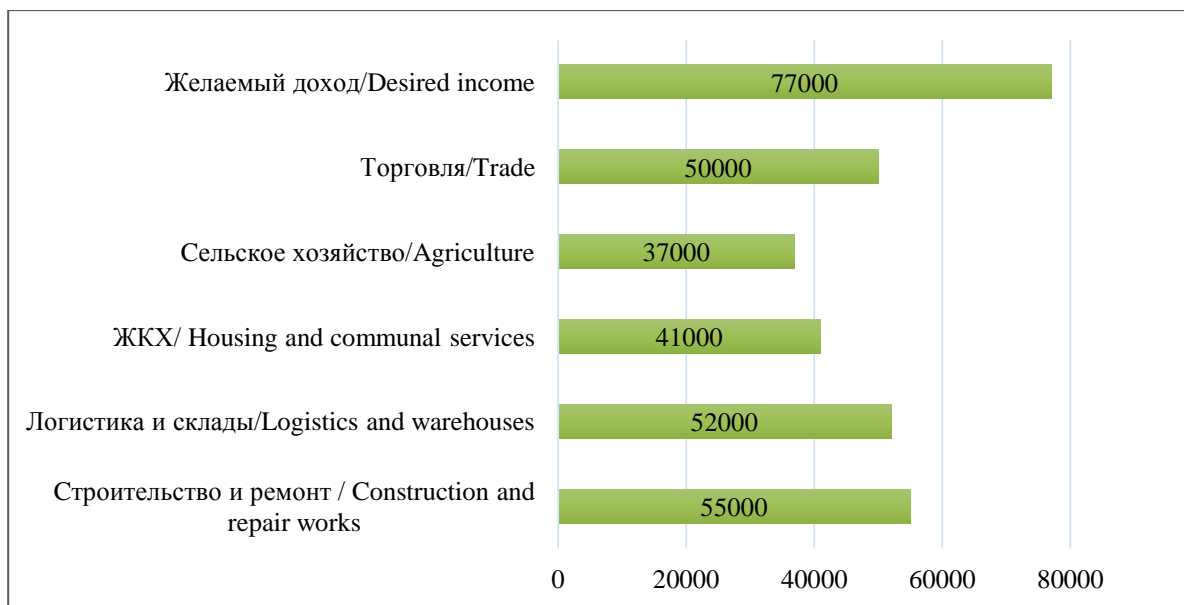 Желаемый доход/Desired income
77000
Торговля/Trade
50000
Сельское хозяйство/Agriculture
37000
ЖКХ/ Housing and communal services
41000
Логистика и склады/Logistics and warehouses
52000
Строительство и ремонт / Construction and
repair works
55000
0 20000 40000 60000 80000